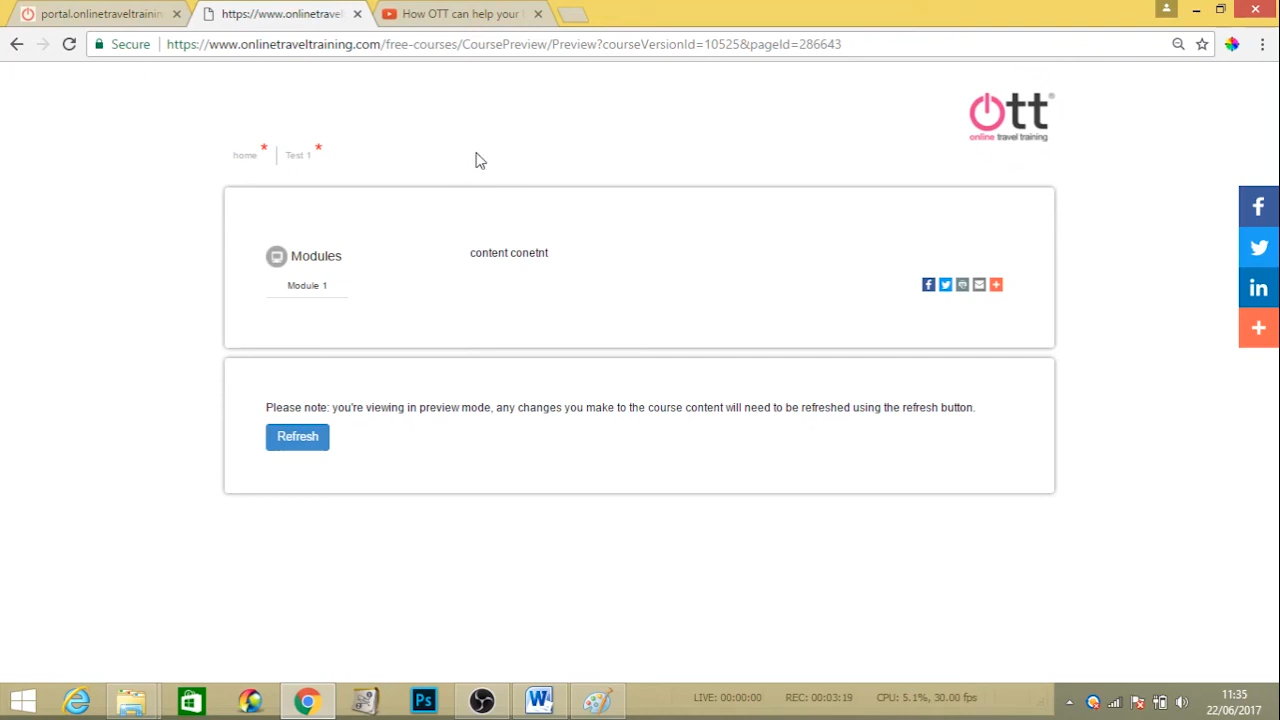 portal.onlinetraveltrainin
https://www.onlinetravel
How OTT can help your
Secure
https://www.onlinetraveltraining.com/free-courses/CoursePreview/Preview?courseVersionId=10525&pageId=286643
ott®
online travel training
home *
Test 1 *
Modules
content conetnt
Module 1
Please note: you're viewing in preview mode, any changes you make to the course content will need to be refreshed using the refresh button.
Refresh
LIVE: 00:00:00
REC: 00:03:19
CPU: 5.1%, 30.00 fps
11:35
22/06/2017